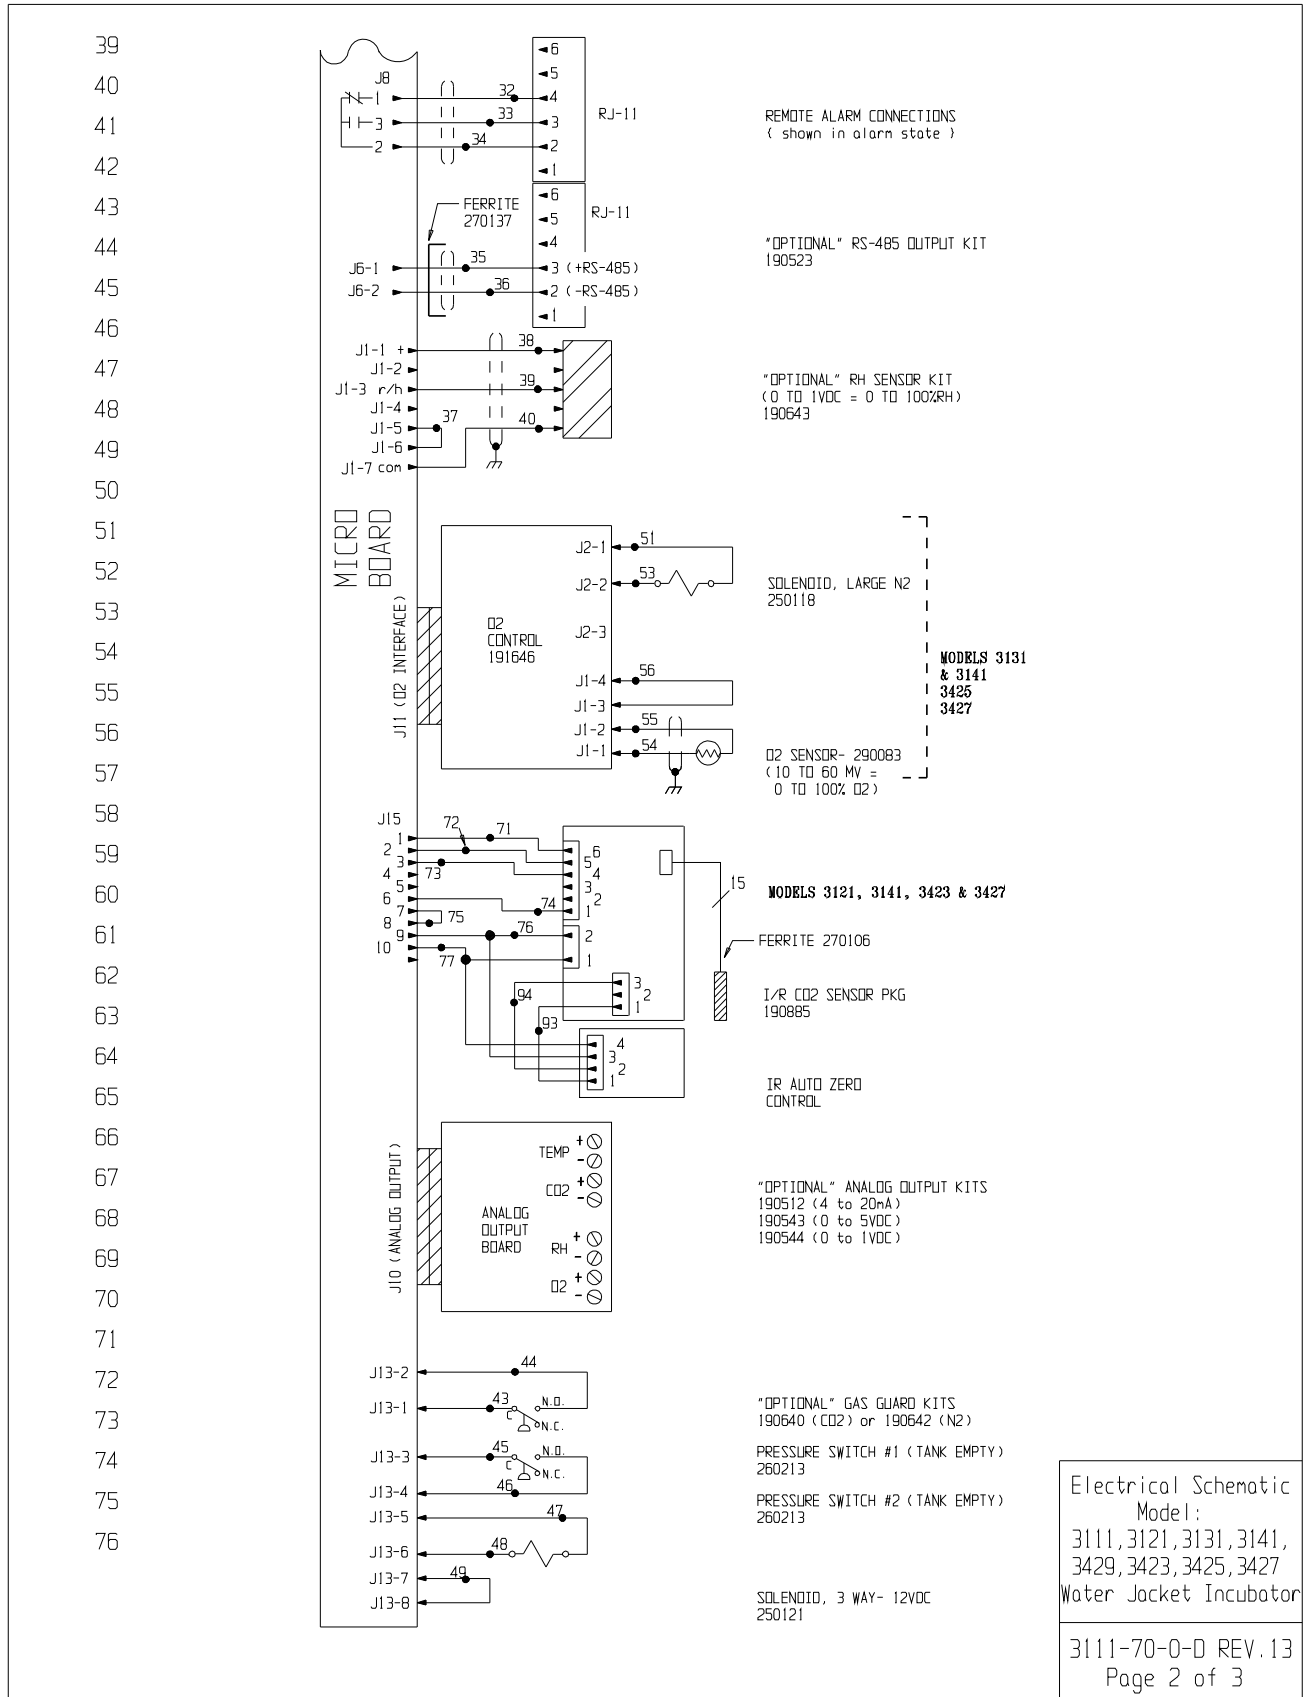 39
40
41
42
43
44
45
46
47
48
49
50
51
52
53
54
55
56
57
58
59
60
61
62
63
64
65
66
67
68
69
70
71
72
73
74
75
76
MICRO
BOARD
J8
1
3
2
32
33
34
6
5
4
3
2
1
RJ-11
REMOTE ALARM CONNECTIONS
( shown in alarm state )
FERRITE
270137
J6-1
J6-2
35
36
6
5
4
3 (+RS-485)
2 (-RS-485)
1
RJ-11
"OPTIONAL" RS-485 OUTPUT KIT
190523
J1-1 +
J1-2
J1-3 r/h
J1-4
J1-5
J1-6
J1-7 com
37
38
39
40
"OPTIONAL" RH SENSOR KIT
(0 TO 1VDC = 0 TO 100%RH)
190643
J11 (O2 INTERFACE)
O2
CONTROL
191646
J2-1
J2-2
J2-3
J1-4
J1-3
J1-2
J1-1
51
53
56
55
54
SOLENOID, LARGE N2
250118
MODELS 3131
& 3141
3425
3427
O2 SENSOR- 290083
(10 TO 60 MV =
0 TO 100% O2)
J15
1
2
3
4
5
6
7
8
9
10
72
71
73
74
75
76
77
6
5
4
3
2
1
2
1
3
2
1
94
93
4
3
2
1
15
MODELS 3121, 3141, 3423 & 3427
FERRITE 270106
I/R CO2 SENSOR PKG
190885
IR AUTO ZERO
CONTROL
J10 (ANALOG OUTPUT)
ANALOG
OUTPUT
BOARD
TEMP + -
CO2 + -
RH + -
O2 + -
"OPTIONAL" ANALOG OUTPUT KITS
190512 (4 to 20mA)
190543 (0 to 5VDC)
190544 (0 to 1VDC)
J13-2
J13-1
J13-3
J13-4
J13-5
J13-6
J13-7
J13-8
44
43
C
N.O.
N.C.
45
C
N.O.
N.C.
46
47
48
49
"OPTIONAL" GAS GUARD KITS
190640 (CO2) or 190642 (N2)
PRESSURE SWITCH #1 (TANK EMPTY)
260213
PRESSURE SWITCH #2 (TANK EMPTY)
260213
SOLENOID, 3 WAY- 12VDC
250121
Electrical Schematic
Model:
3111,3121,3131,3141,
3429,3423,3425,3427
Water Jacket Incubator
3111-70-0-D REV.13
Page 2 of 3